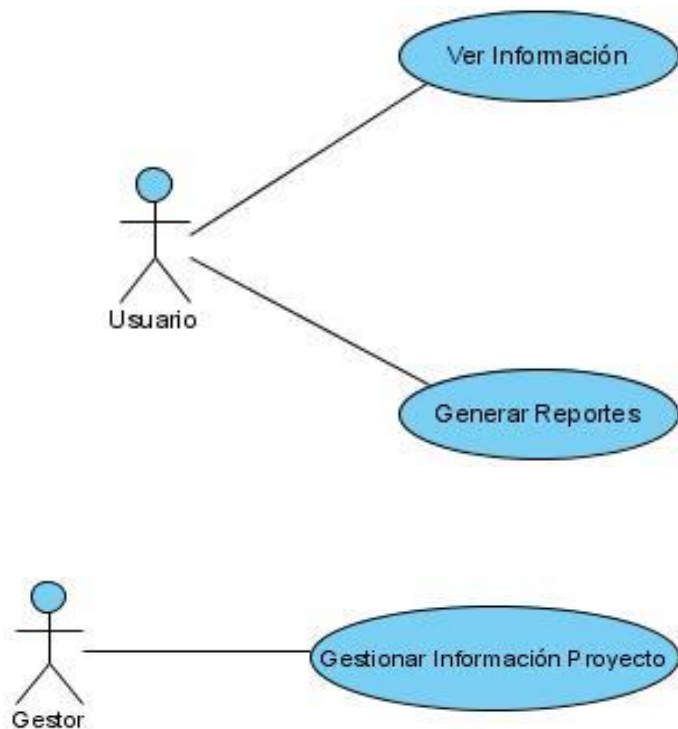 Ver Información
Usuario
Generar Reportes
Gestionar Información Proyecto
Gestor